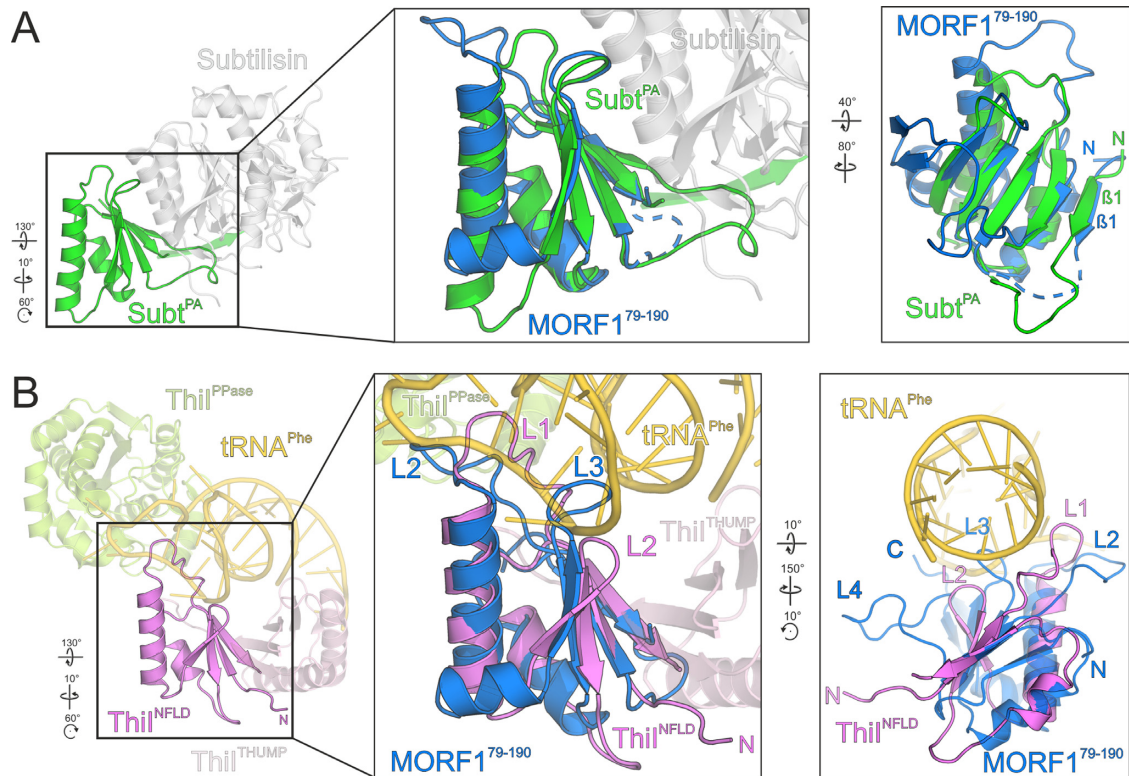 A
Subtilisin
130°
10°
60°
Subt^PA
Subtilisin
Subt^PA
MORF1^79-190
40°
80°
MORF1^79-190
N
N
ß1
ß1
Subt^PA
B
ThiI^PPase
tRNA^Phe
130°
10°
60°
ThiI^NFLD
N
ThiI^THUMP
ThiI^PPase
L1
tRNA^Phe
L2
L3
ThiI^THUMP
L2
ThiI^NFLD
N
MORF1^79-190
10°
150°
10°
tRNA^Phe
L1
L3
L2
C
L2
L4
N
N
ThiI^NFLD
MORF1^79-190